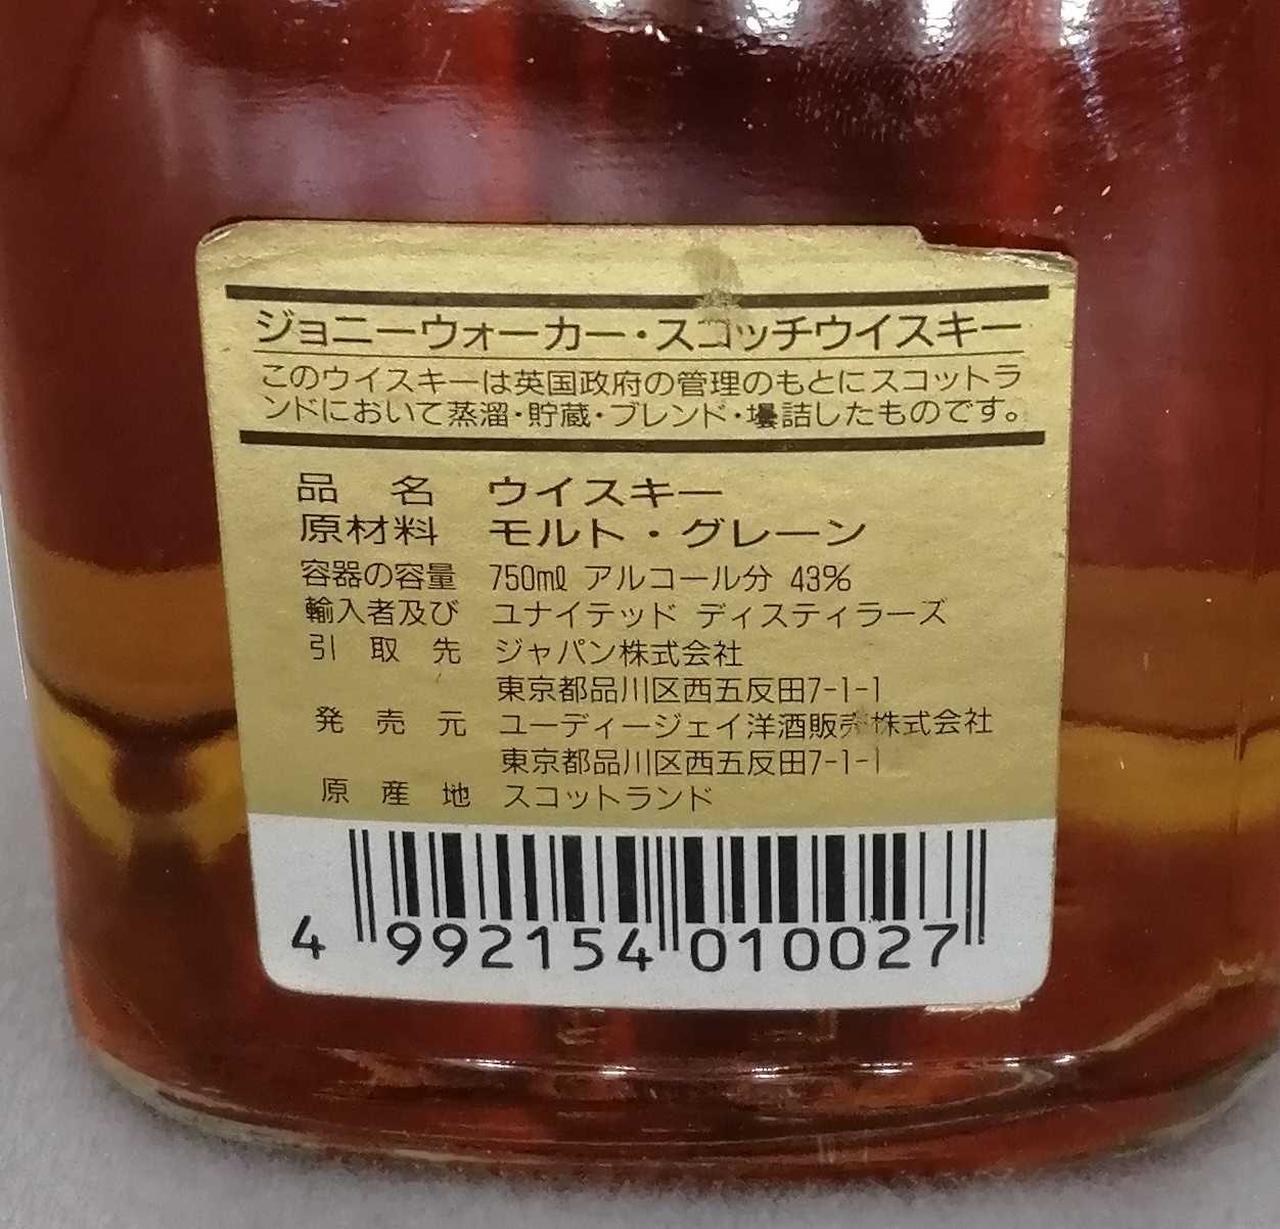 ジョニーウォーカー・スコッチウイスキー
このウイスキーは英国政府の管理のもとにスコットラ
ンドにおいて蒸溜・貯蔵・ブレンド・壜詰したものです。
品名 ウイスキー
原材料 モルト・グレーン
容器の容量 750mℓ アルコール分 43%
輸入者及び ユナイテッド ディスティラーズ
引取先 ジャパン株式会社
東京都品川区西五反田7-1-1
発売元 ユーディージェイ洋酒販売株式会社
東京都品川区西五反田7-1-1
原産地 スコットランド
4 992154 010027